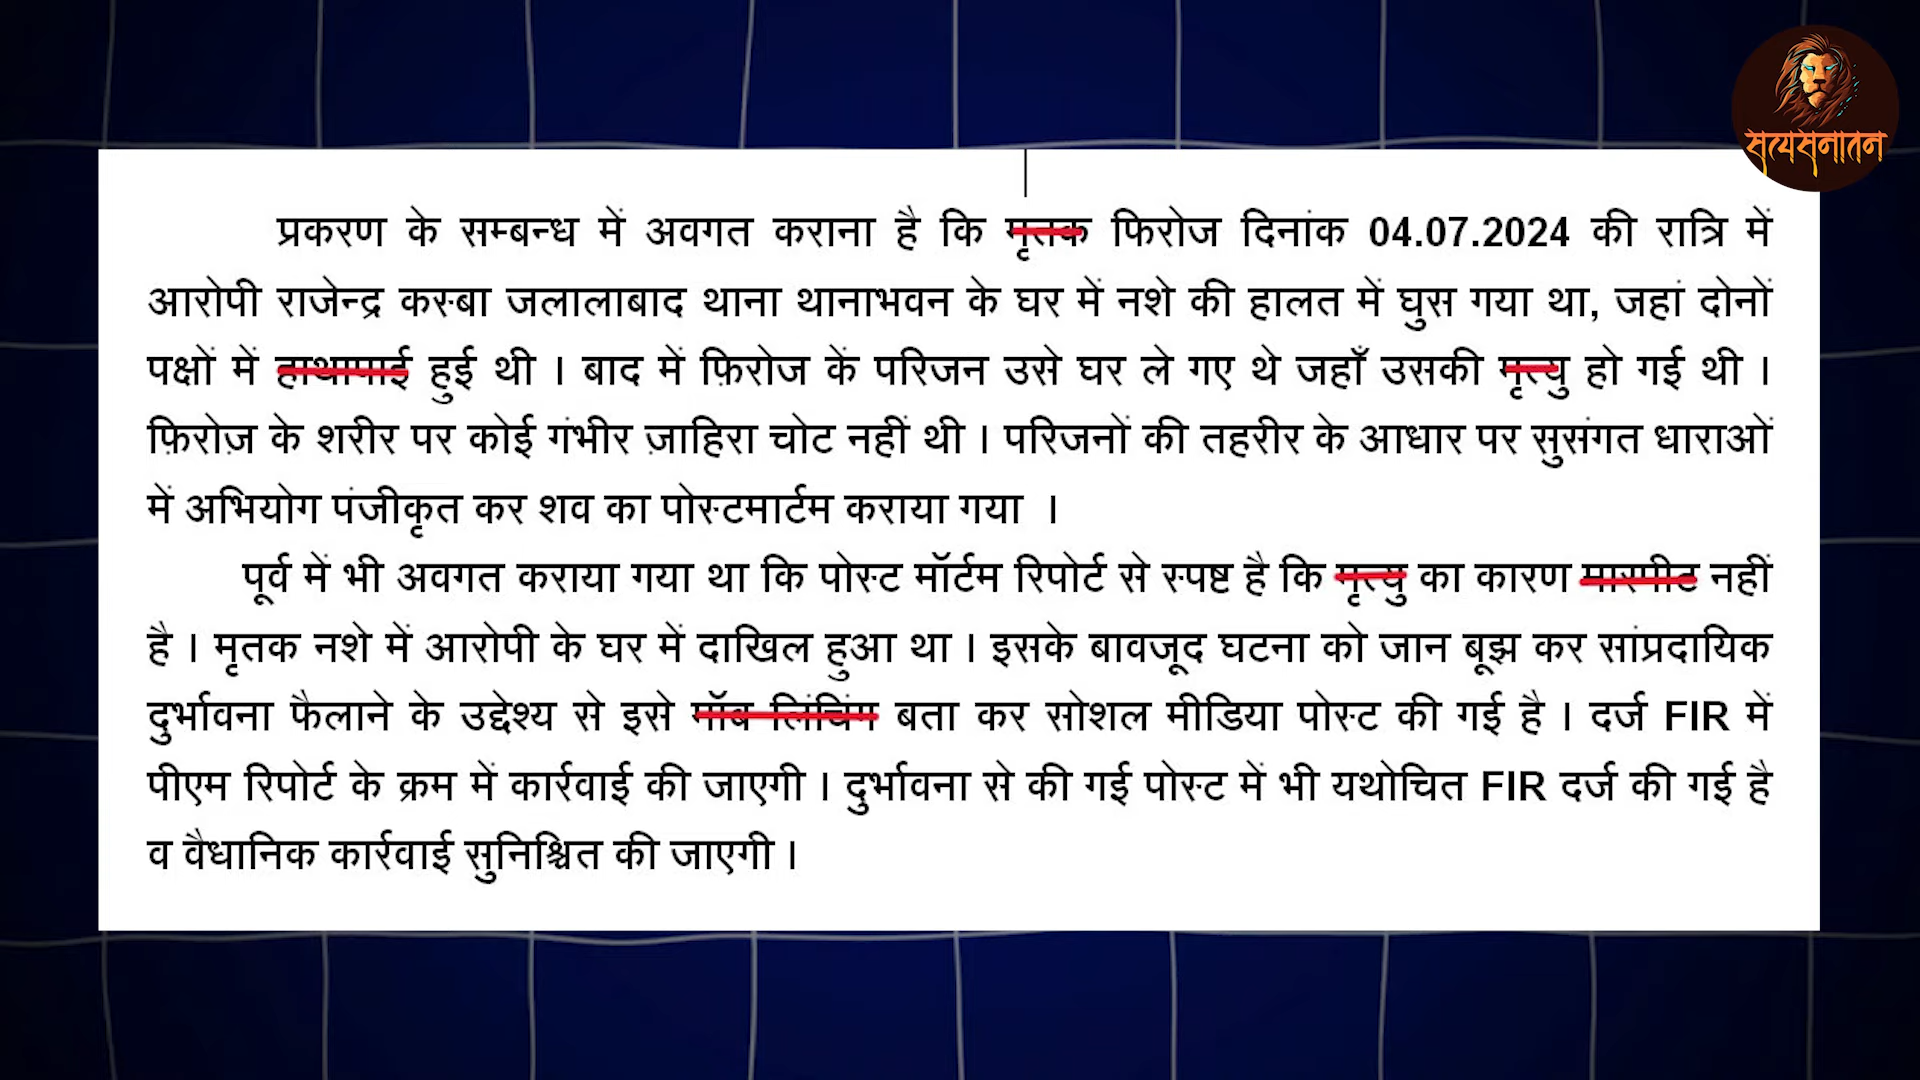 सत्यसनातन
प्रकरण के सम्बन्ध में अवगत कराना है कि मृतक फिरोज दिनांक 04.07.2024 की रात्रि में
आरोपी राजेन्द्र कस्बा जलालाबाद थाना थानाभवन के घर में नशे की हालत में घुस गया था, जहां दोनों
पक्षों में हाथापाई हुई थी । बाद में फ़िरोज कें परिजन उसे घर ले गए थे जहाँ उसकी मृत्यु हो गई थी ।
फ़िरोज़ के शरीर पर कोई गंभीर ज़ाहिरा चोट नहीं थी । परिजनों की तहरीर के आधार पर सुसंगत धाराओं
में अभियोग पंजीकृत कर शव का पोस्टमार्टम कराया गया ।
पूर्व में भी अवगत कराया गया था कि पोस्ट मॉर्टम रिपोर्ट से स्पष्ट है कि मृत्यु का कारण मारपीट नहीं
है । मृतक नशे में आरोपी के घर में दाखिल हुआ था । इसके बावजूद घटना को जान बूझ कर सांप्रदायिक
दुर्भावना फैलाने के उद्देश्य से इसे मॉब लिंचिंग बता कर सोशल मीडिया पोस्ट की गई है । दर्ज FIR में
पीएम रिपोर्ट के क्रम में कार्रवाई की जाएगी । दुर्भावना से की गई पोस्ट में भी यथोचित FIR दर्ज की गई है
व वैधानिक कार्रवाई सुनिश्चित की जाएगी ।